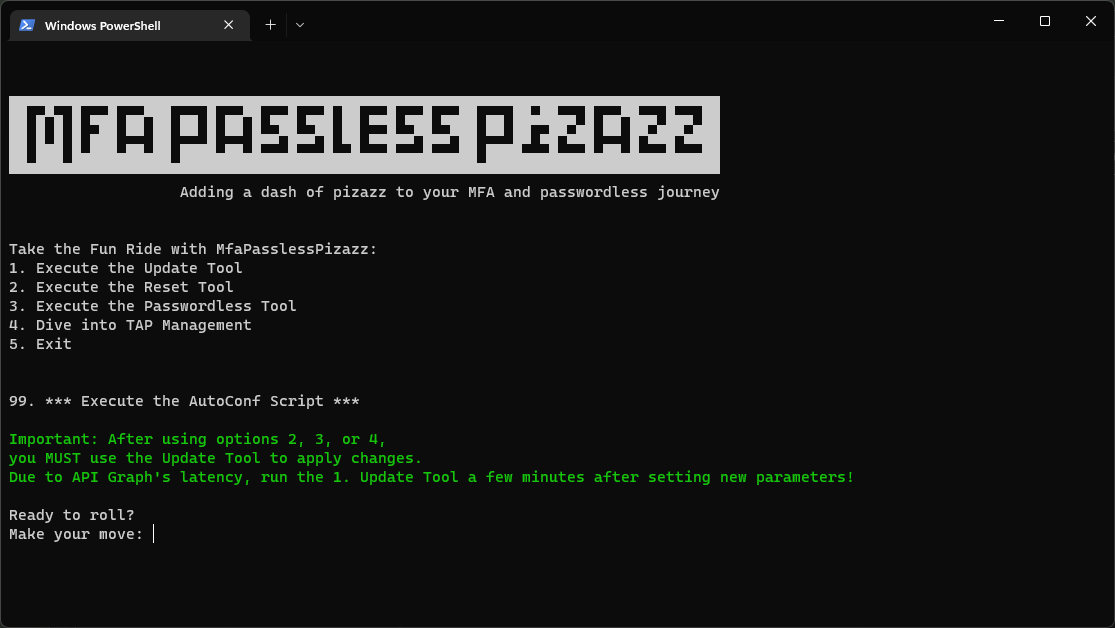 Windows PowerShell
MFA PASSLESS PiZAZZ
Adding a dash of pizazz to your MFA and passwordless journey
Take the Fun Ride with MfaPasslessPizazz:
1. Execute the Update Tool
2. Execute the Reset Tool
3. Execute the Passwordless Tool
4. Dive into TAP Management
5. Exit
99. *** Execute the AutoConf Script ***
Important: After using options 2, 3, or 4,
you MUST use the Update Tool to apply changes.
Due to API Graph's latency, run the 1. Update Tool a few minutes after setting new parameters!
Ready to roll?
Make your move: